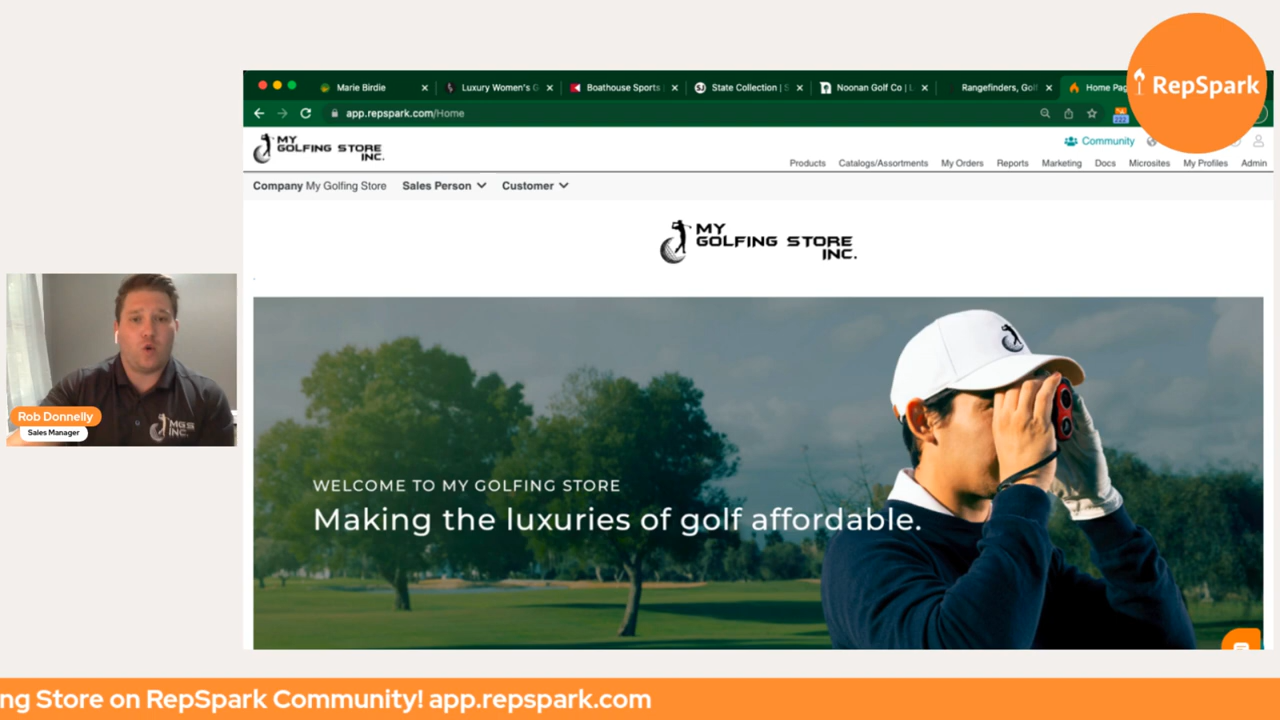 Marie Birdie
Luxury Women's G
Boathouse Sports
State Collection | S
Noonan Golf Co | L
Rangefinders, Gol
Home Pag
RepSpark
app.repspark.com/Home
MY
GOLFING STORE
INC.
Community
Products
Catalogs/Assortments
My Orders
Reports
Marketing
Docs
Microsites
My Profiles
Admin
Company My Golfing Store
Sales Person
Customer
MY
GOLFING STORE
INC.
WELCOME TO MY GOLFING STORE
Making the luxuries of golf affordable.
MGS
INC.
Rob Donnelly
Sales Manager
ng Store on RepSpark Community! app.repspark.com